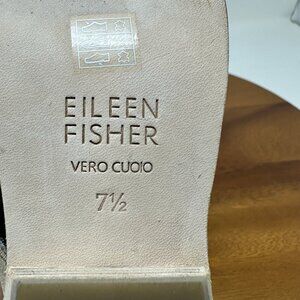 EILEEN
FISHER
VERO CUOIO
7½